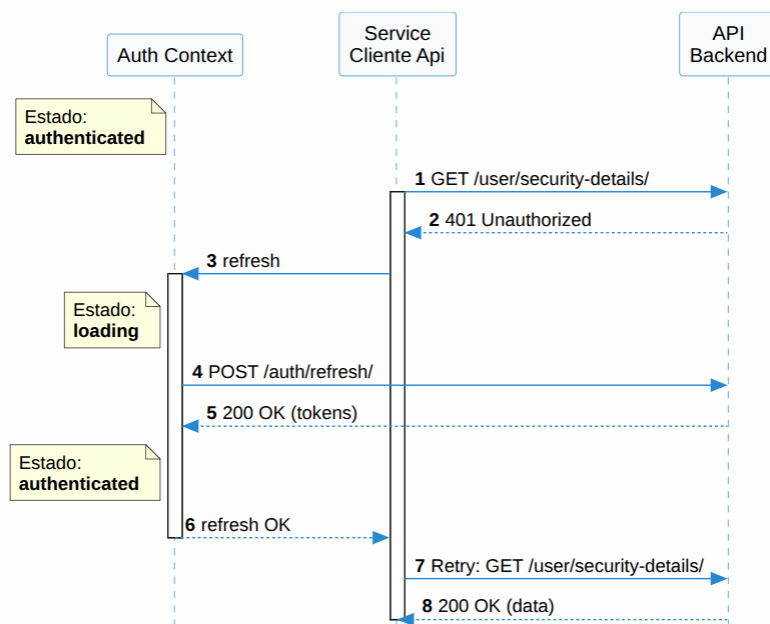 Auth Context
Service
Cliente Api
API
Backend
Estado:
authenticated
1 GET /user/security-details/
2 401 Unauthorized
3 refresh
Estado:
loading
4 POST /auth/refresh/
5 200 OK (tokens)
Estado:
authenticated
6 refresh OK
7 Retry: GET /user/security-details/
8 200 OK (data)